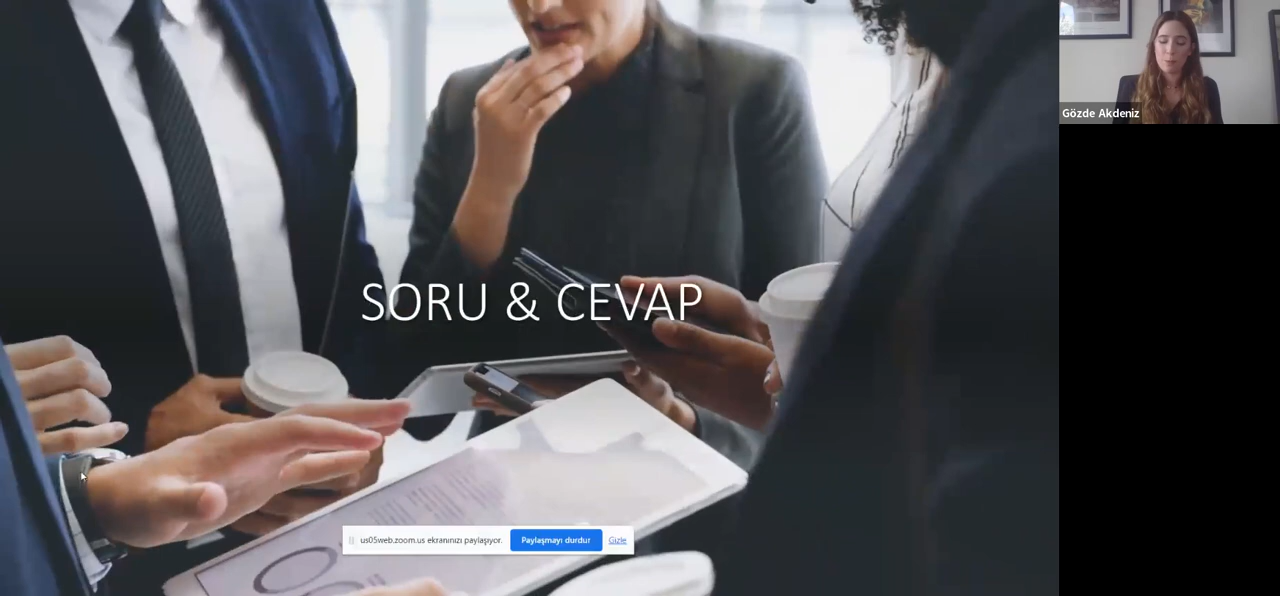 Gözde Akdeniz
SORU & CEVAP
us05web.zoom.us ekranınızı paylaşıyor. Paylaşmayı durdur Gizle